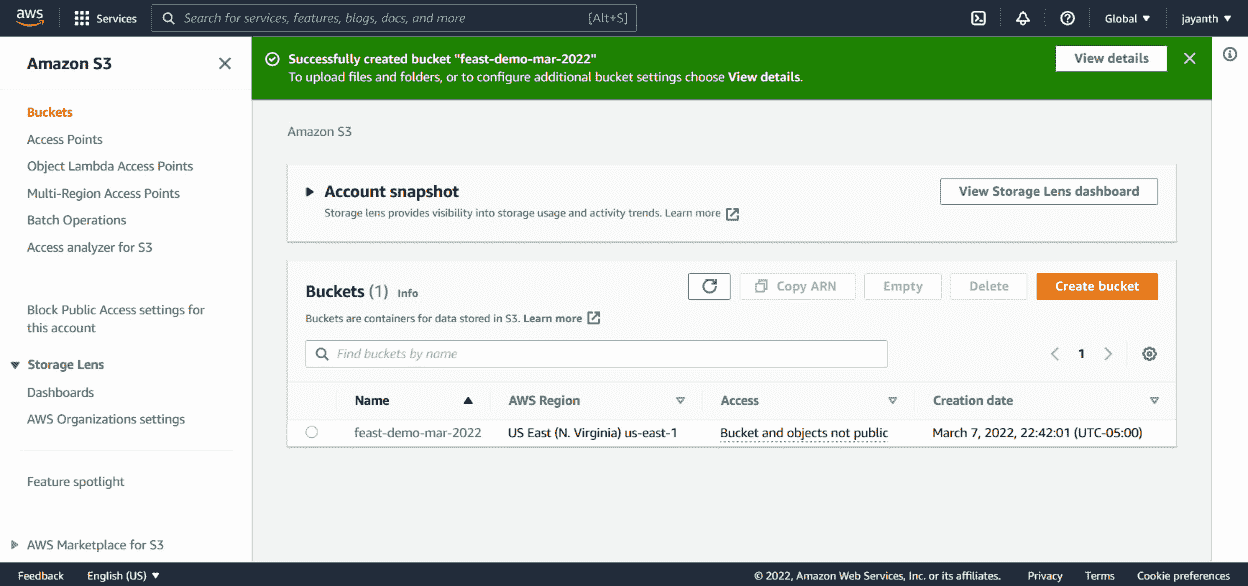 aws
Services
Search for services, features, blogs, docs, and more
[Alt+S]
Global
jayanth
Amazon S3
Buckets
Access Points
Object Lambda Access Points
Multi-Region Access Points
Batch Operations
Access analyzer for S3
Block Public Access settings for
this account
Storage Lens
Dashboards
AWS Organizations settings
Feature spotlight
AWS Marketplace for S3
Successfully created bucket "feast-demo-mar-2022"
To upload files and folders, or to configure additional bucket settings choose View details.
View details
Amazon S3
Account snapshot
Storage lens provides visibility into storage usage and activity trends. Learn more
View Storage Lens dashboard
Buckets (1) Info
Buckets are containers for data stored in S3. Learn more
Copy ARN
Empty
Delete
Create bucket
Find buckets by name
1
Name AWS Region Access Creation date
feast-demo-mar-2022 US East (N. Virginia) us-east-1 Bucket and objects not public March 7, 2022, 22:42:01 (UTC-05:00)
Feedback English (US) © 2022, Amazon Web Services, Inc. or its affiliates. Privacy Terms Cookie preferences